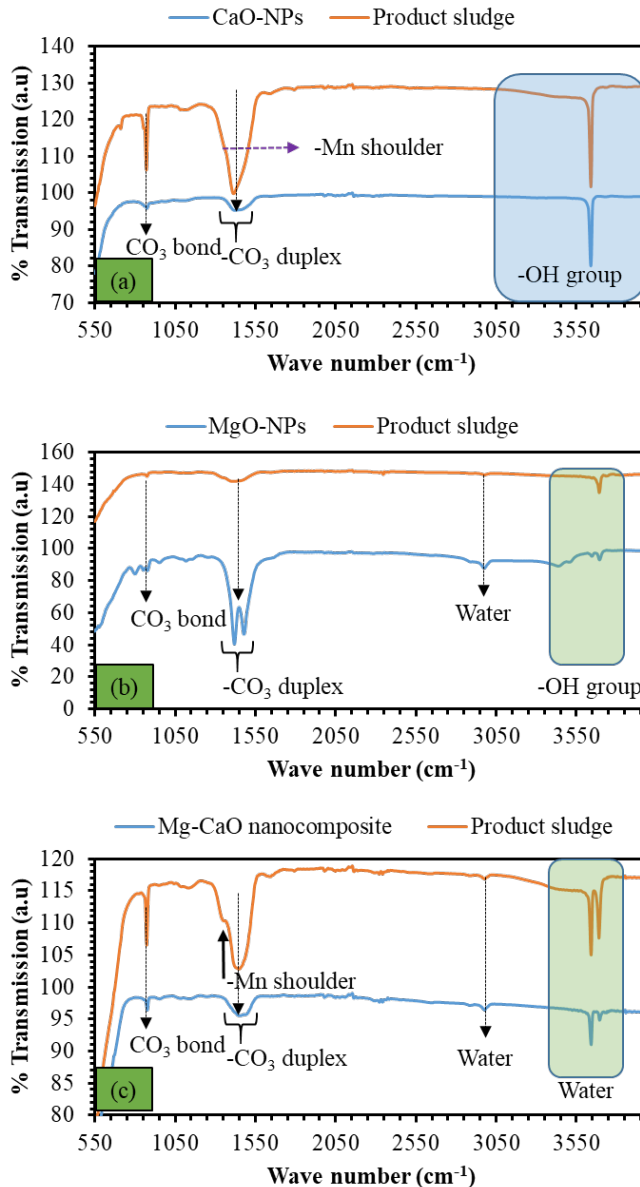 CaO-NPs Product sludge
140
130
120
110
100
90
80
70
% Transmission (a.u)
-Mn shoulder
CO₃ bond
-CO₃ duplex
-OH group
(a)
550 1050 1550 2050 2550 3050 3550
Wave number (cm⁻¹)
MgO-NPs Product sludge
160
140
120
100
80
60
40
20
0
% Transmission (a.u)
CO₃ bond
Water
-CO₃ duplex
-OH group
(b)
550 1050 1550 2050 2550 3050 3550
Wave number (cm⁻¹)
Mg-CaO nanocomposite Product sludge
120
115
110
105
100
95
90
85
80
% Transmission (a.u)
-Mn shoulder
CO₃ bond
-CO₃ duplex
Water
Water
(c)
550 1050 1550 2050 2550 3050 3550
Wave number (cm⁻¹)